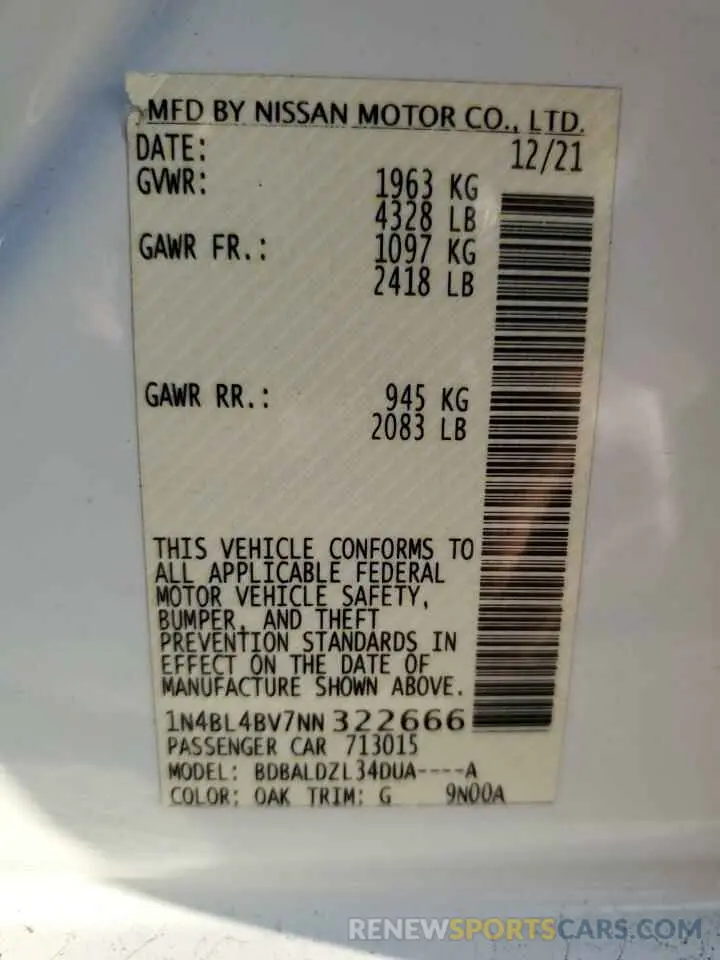 MFD BY NISSAN MOTOR CO., LTD.
DATE: 12/21
GVWR: 1963 KG
4328 LB
GAWR FR.: 1097 KG
2418 LB
GAWR RR.: 945 KG
2083 LB
THIS VEHICLE CONFORMS TO
ALL APPLICABLE FEDERAL
MOTOR VEHICLE SAFETY,
BUMPER, AND THEFT
PREVENTION STANDARDS IN
EFFECT ON THE DATE OF
MANUFACTURE SHOWN ABOVE.
1N4BL4BV7NN322666
PASSENGER CAR 713015
MODEL: BDBALDZL34DUA----A
COLOR: OAK TRIM: G 9N00A
RENEWSPORTSCARS.COM